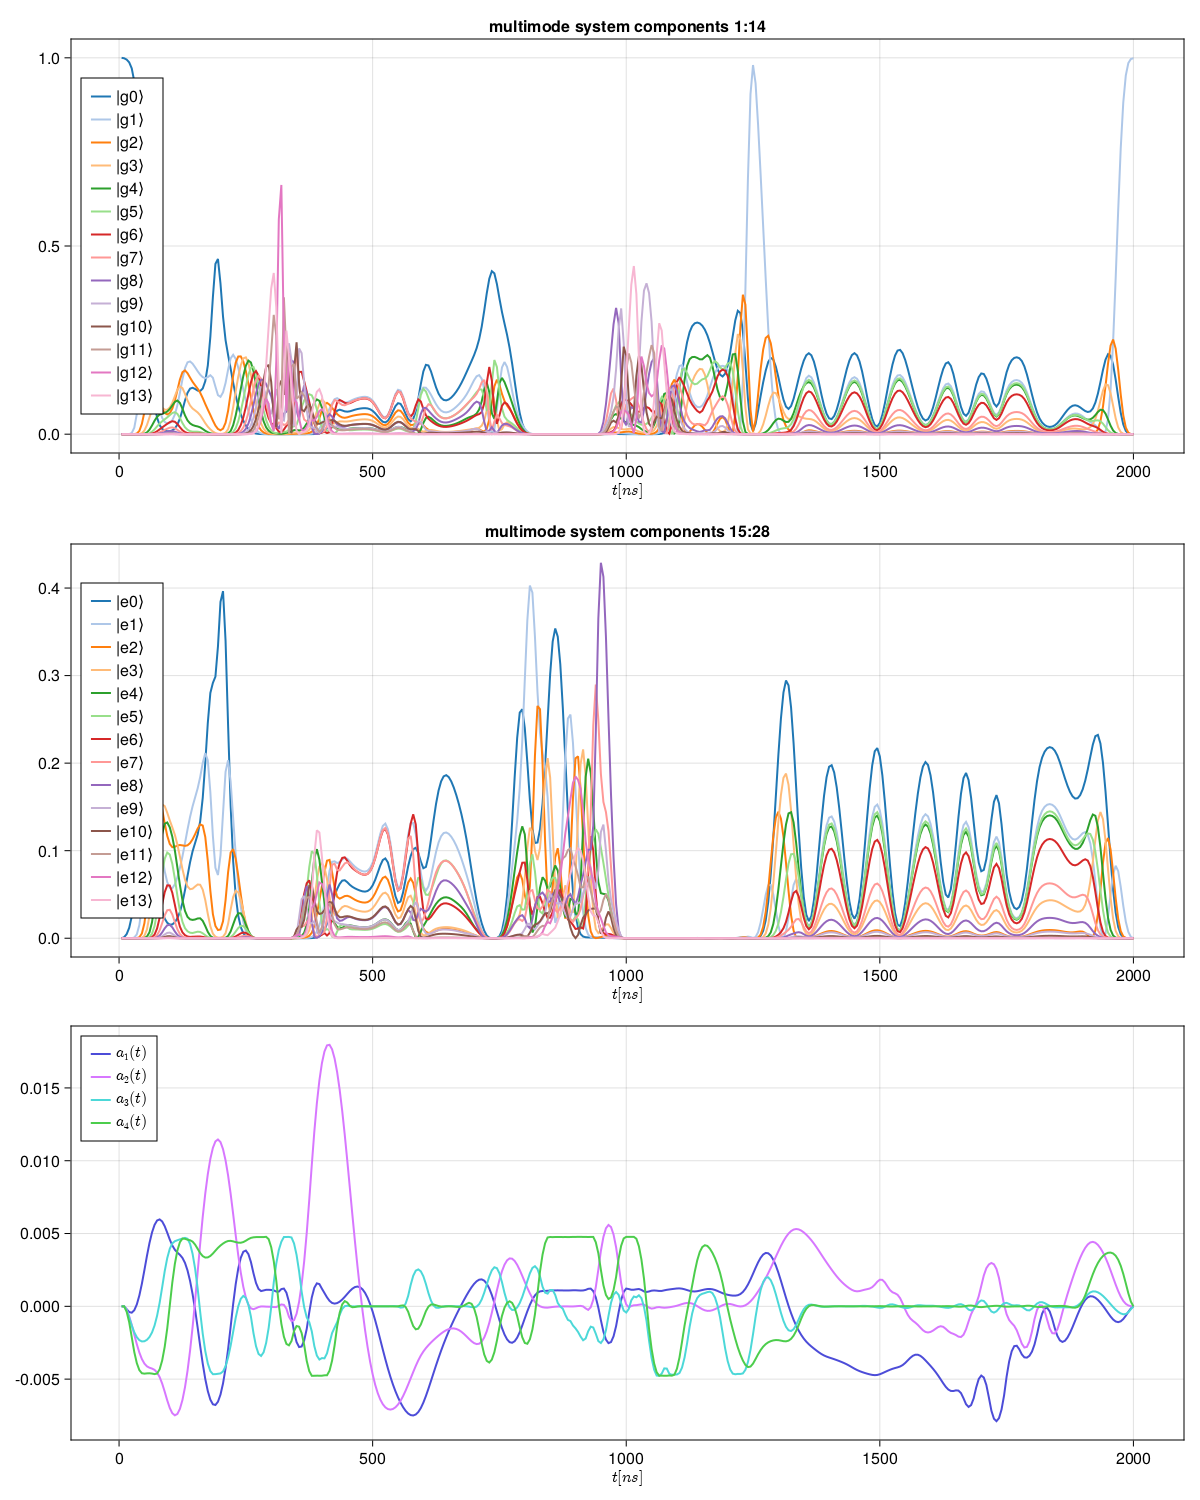 multimode system components 1:14
1.0
0.5
0.0
|g0⟩
|g1⟩
|g2⟩
|g3⟩
|g4⟩
|g5⟩
|g6⟩
|g7⟩
|g8⟩
|g9⟩
|g10⟩
|g11⟩
|g12⟩
|g13⟩
0 500 1000 1500 2000
t[ns]
multimode system components 15:28
0.4
0.3
0.2
0.1
0.0
|e0⟩
|e1⟩
|e2⟩
|e3⟩
|e4⟩
|e5⟩
|e6⟩
|e7⟩
|e8⟩
|e9⟩
|e10⟩
|e11⟩
|e12⟩
|e13⟩
0 500 1000 1500 2000
t[ns]
0.015
0.010
0.005
0.000
-0.005
a₁(t)
a₂(t)
a₃(t)
a₄(t)
0 500 1000 1500 2000
t[ns]